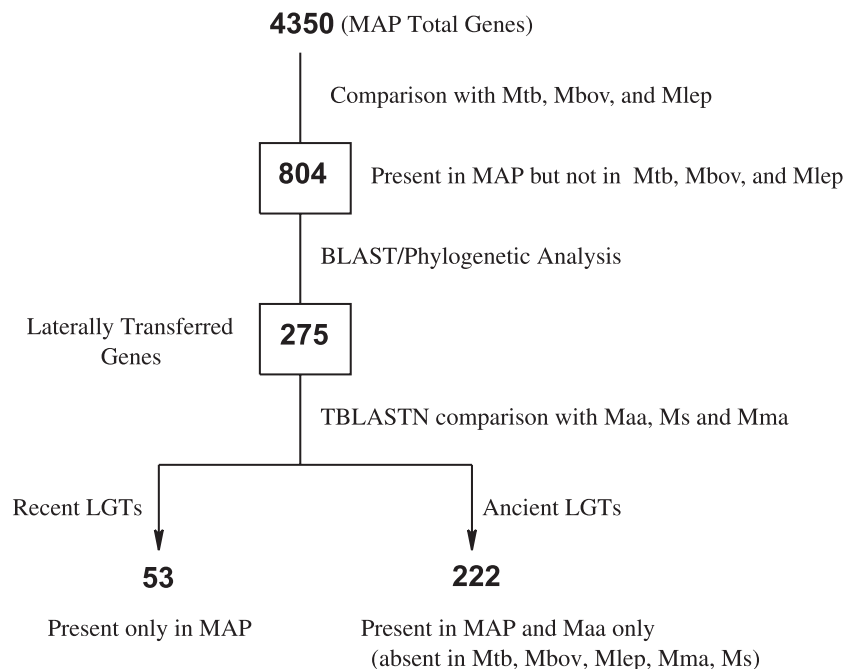 4350 (MAP Total Genes)
Comparison with Mtb, Mbov, and Mlep
804
Present in MAP but not in Mtb, Mbov, and Mlep
BLAST/Phylogenetic Analysis
Laterally Transferred
Genes
275
TBLASTN comparison with Maa, Ms and Mma
Recent LGTs
Ancient LGTs
53
222
Present only in MAP
Present in MAP and Maa only
(absent in Mtb, Mbov, Mlep, Mma, Ms)